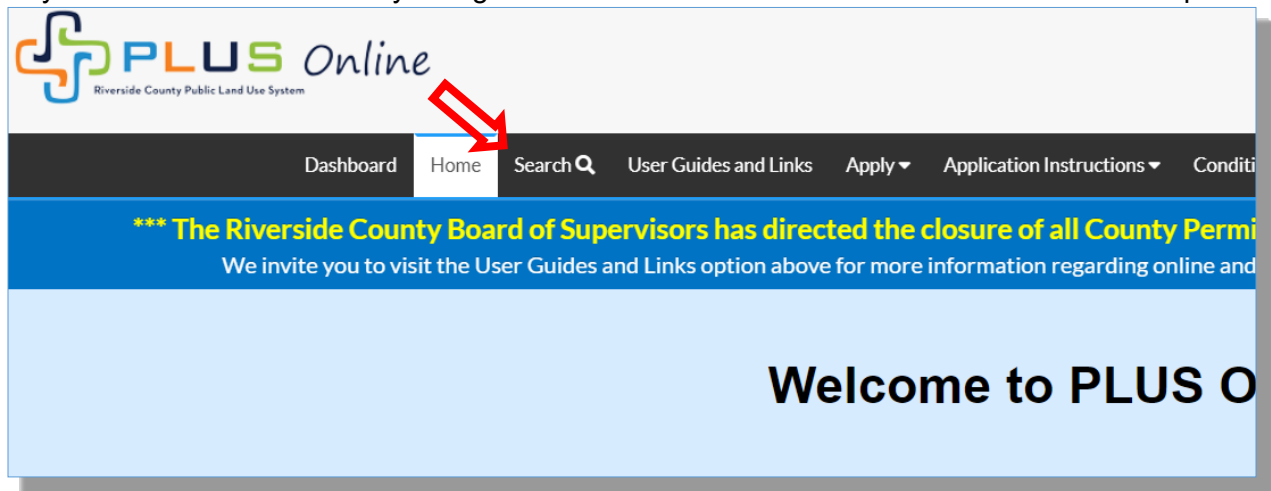 PLUS Online
Riverside County Public Land Use System
Dashboard Home Search User Guides and Links Apply Application Instructions Conditi
*** The Riverside County Board of Supervisors has directed the closure of all County Permi
We invite you to visit the User Guides and Links option above for more information regarding online and
Welcome to PLUS O